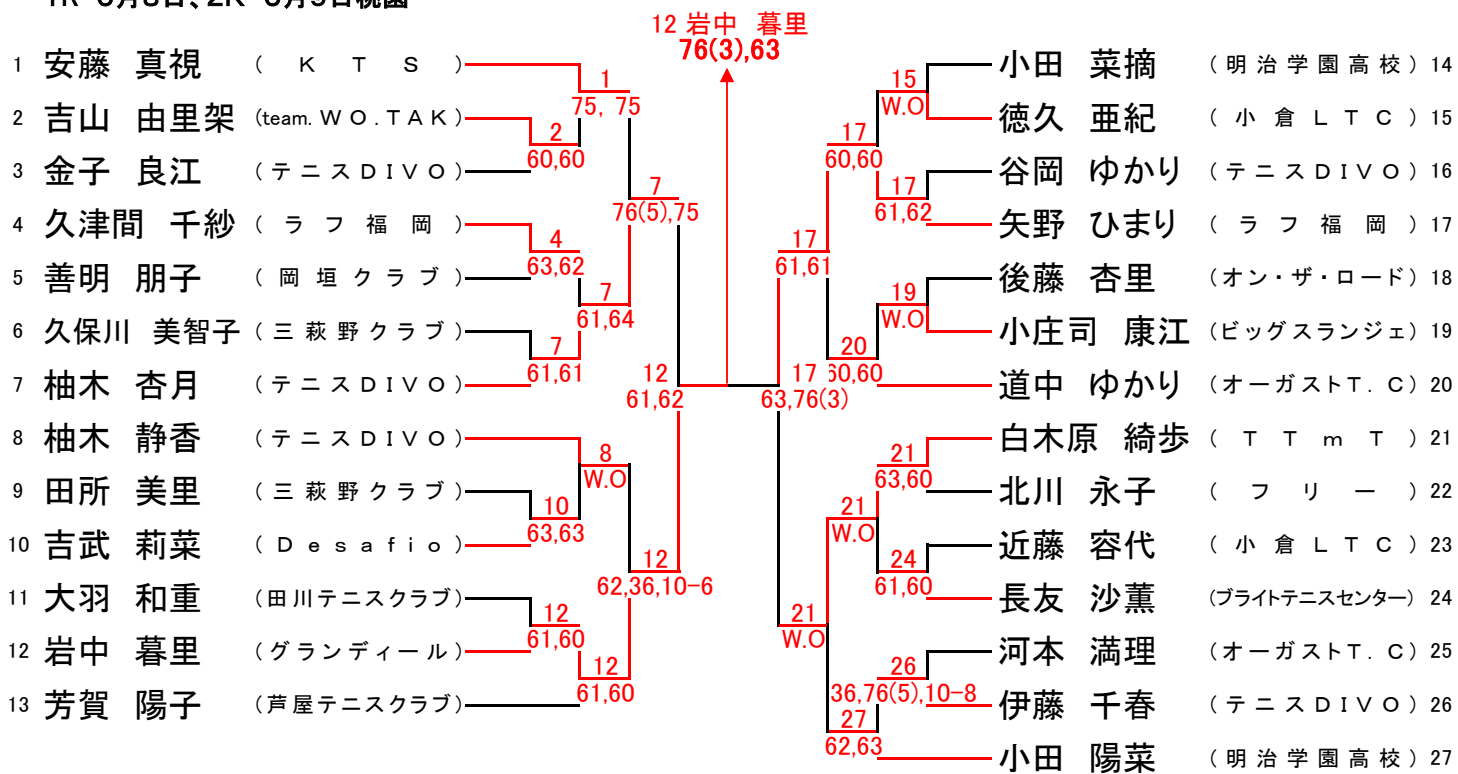 12 岩中 暮里
76(3),63
1 安藤 真視 (KTS)
2 吉山 由里架 (team.WO.TAK)
3 金子 良江 (テニスDIVO)
4 久津間 千紗 (ラフ福岡)
5 善明 朋子 (岡垣クラブ)
6 久保川 美智子 (三萩野クラブ)
7 柚木 杏月 (テニスDIVO)
8 柚木 静香 (テニスDIVO)
9 田所 美里 (三萩野クラブ)
10 吉武 莉菜 (Desafio)
11 大羽 和重 (田川テニスクラブ)
12 岩中 暮里 (グランディール)
13 芳賀 陽子 (芦屋テニスクラブ)
1
75, 75
2
60,60
4
63,62
7
61,64
7
61,61
7
76(5),75
8
W.O
10
63,63
12
61,60
12
61,60
12
62,36,10-6
12
61,62
17
63,76(3)
17
61,61
17
60,60
15
W.O
17
61,62
19
W.O
20
60,60
21
63,60
21
W.O
24
61,60
21
W.O
26
36,76(5),10-8
27
62,63
小田 菜摘 (明治学園高校) 14
徳久 亜紀 (小倉LTC) 15
谷岡 ゆかり (テニスDIVO) 16
矢野 ひまり (ラフ福岡) 17
後藤 杏里 (オン・ザ・ロード) 18
小庄司 康江 (ビッグスランジェ) 19
道中 ゆかり (オーガストT.C) 20
白木原 綺歩 (TTmT) 21
北川 永子 (フリー) 22
近藤 容代 (小倉LTC) 23
長友 沙薫 (ブライトテニスセンター) 24
河本 満理 (オーガストT.C) 25
伊藤 千春 (テニスDIVO) 26
小田 陽菜 (明治学園高校) 27